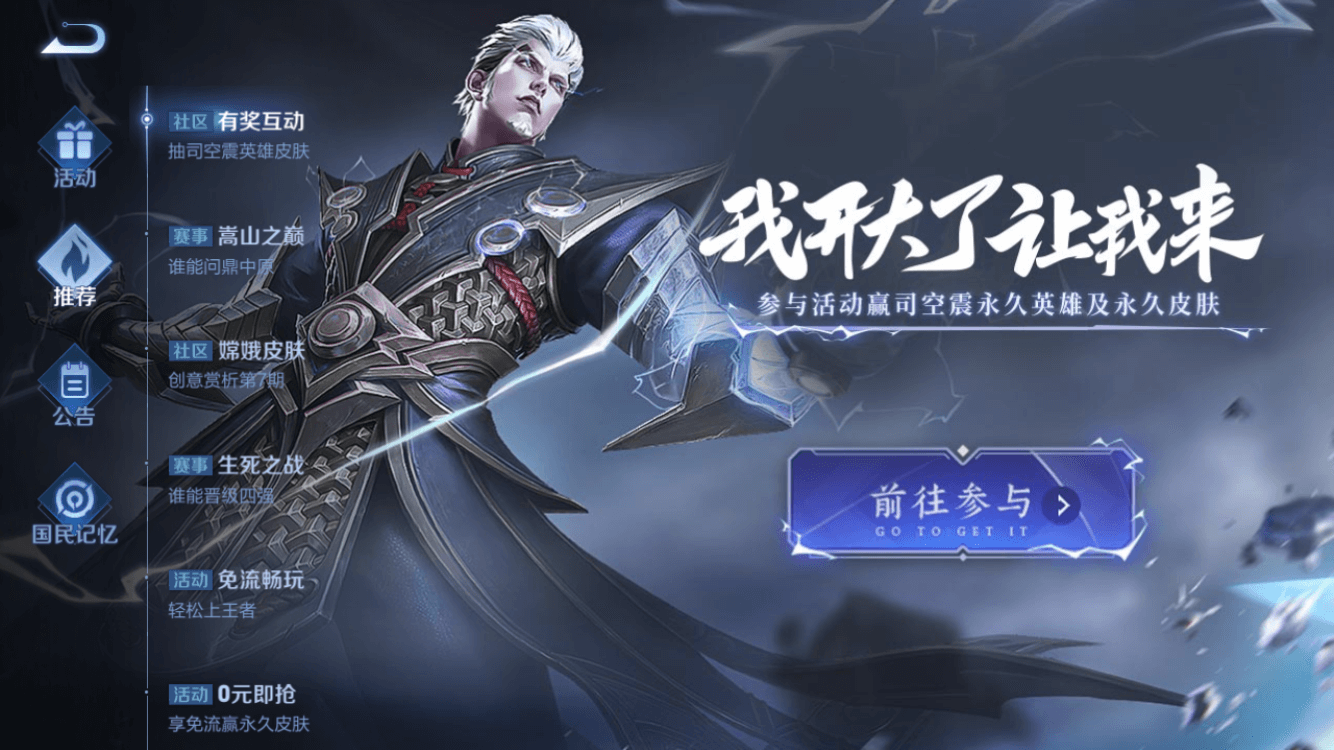 活动
推荐
公告
国民记忆
社区 有奖互动
抽司空震英雄皮肤
赛事 嵩山之巅
谁能问鼎中原
社区 嫦娥皮肤
创意赏析第7期
赛事 生死之战
谁能晋级四强
活动 免流畅玩
轻松上王者
活动 0元即抢
享免流赢永久皮肤
我开大了让我来
参与活动赢司空震永久英雄及永久皮肤
前往参与
GO TO GET IT